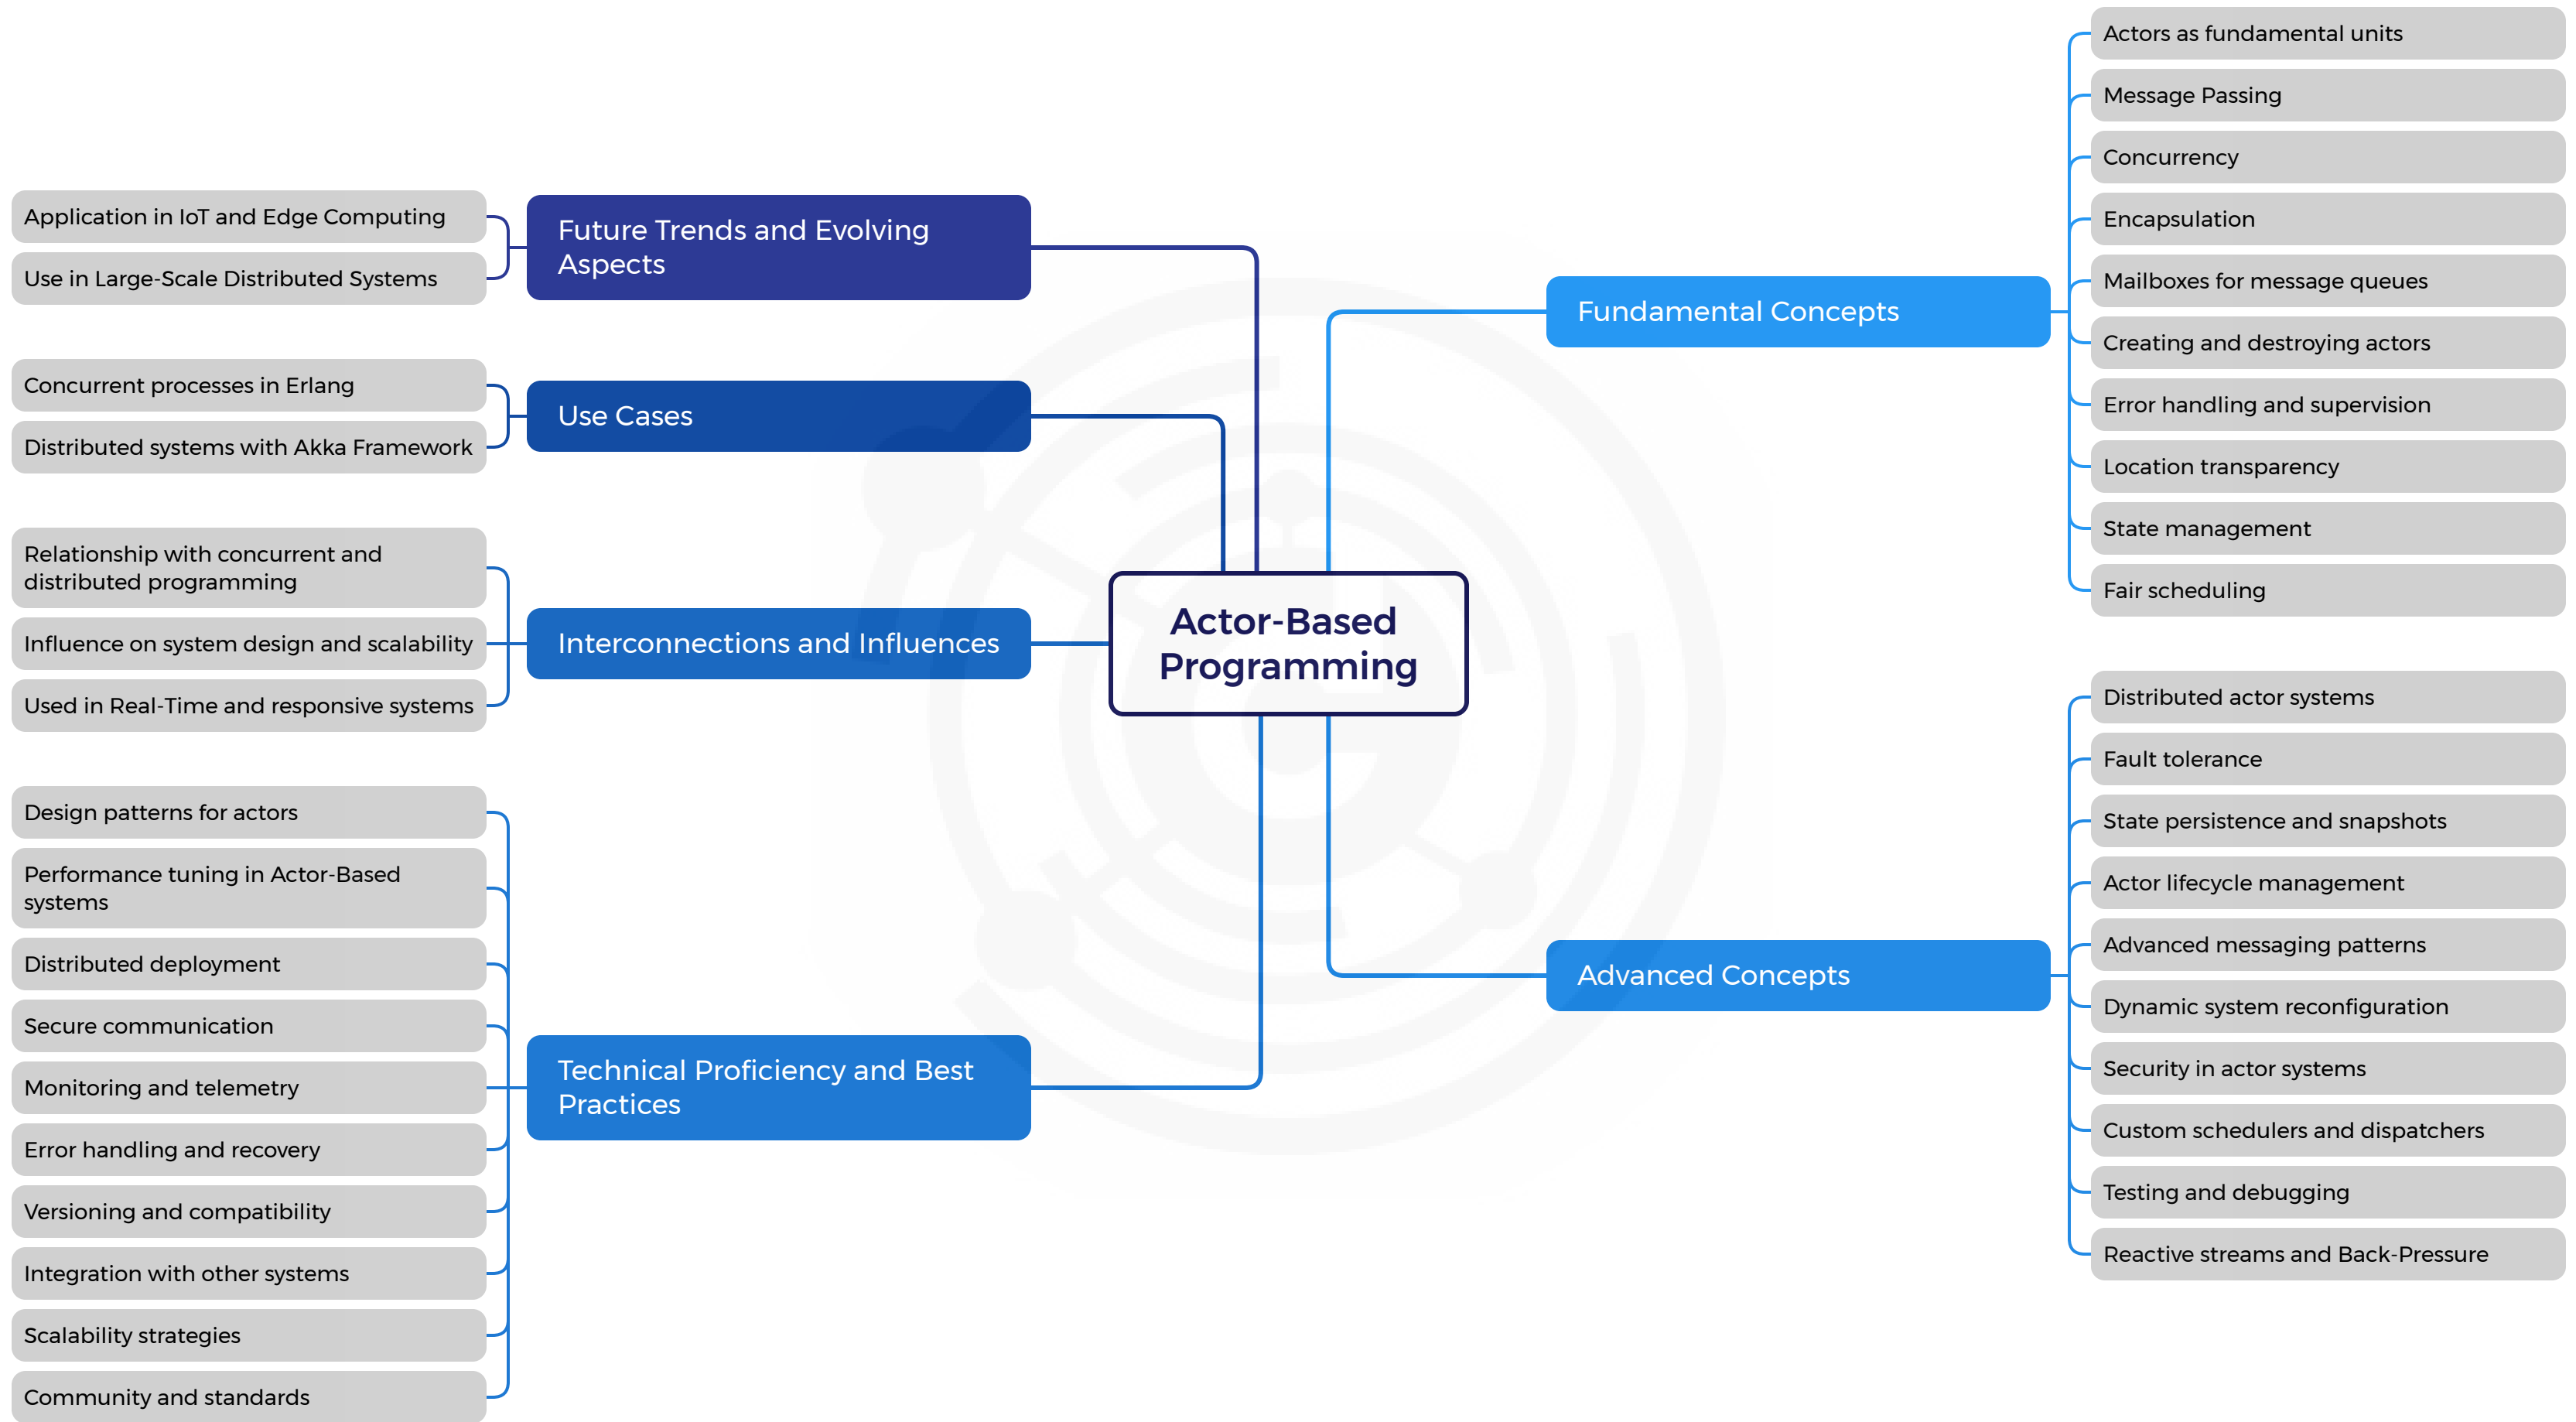 Actor-Based
Programming
Fundamental Concepts
Actors as fundamental units
Message Passing
Concurrency
Encapsulation
Mailboxes for message queues
Creating and destroying actors
Error handling and supervision
Location transparency
State management
Fair scheduling
Advanced Concepts
Distributed actor systems
Fault tolerance
State persistence and snapshots
Actor lifecycle management
Advanced messaging patterns
Dynamic system reconfiguration
Security in actor systems
Custom schedulers and dispatchers
Testing and debugging
Reactive streams and Back-Pressure
Technical Proficiency and Best
Practices
Design patterns for actors
Performance tuning in Actor-Based
systems
Distributed deployment
Secure communication
Monitoring and telemetry
Error handling and recovery
Versioning and compatibility
Integration with other systems
Scalability strategies
Community and standards
Interconnections and Influences
Relationship with concurrent and
distributed programming
Influence on system design and scalability
Used in Real-Time and responsive systems
Use Cases
Concurrent processes in Erlang
Distributed systems with Akka Framework
Future Trends and Evolving
Aspects
Application in IoT and Edge Computing
Use in Large-Scale Distributed Systems